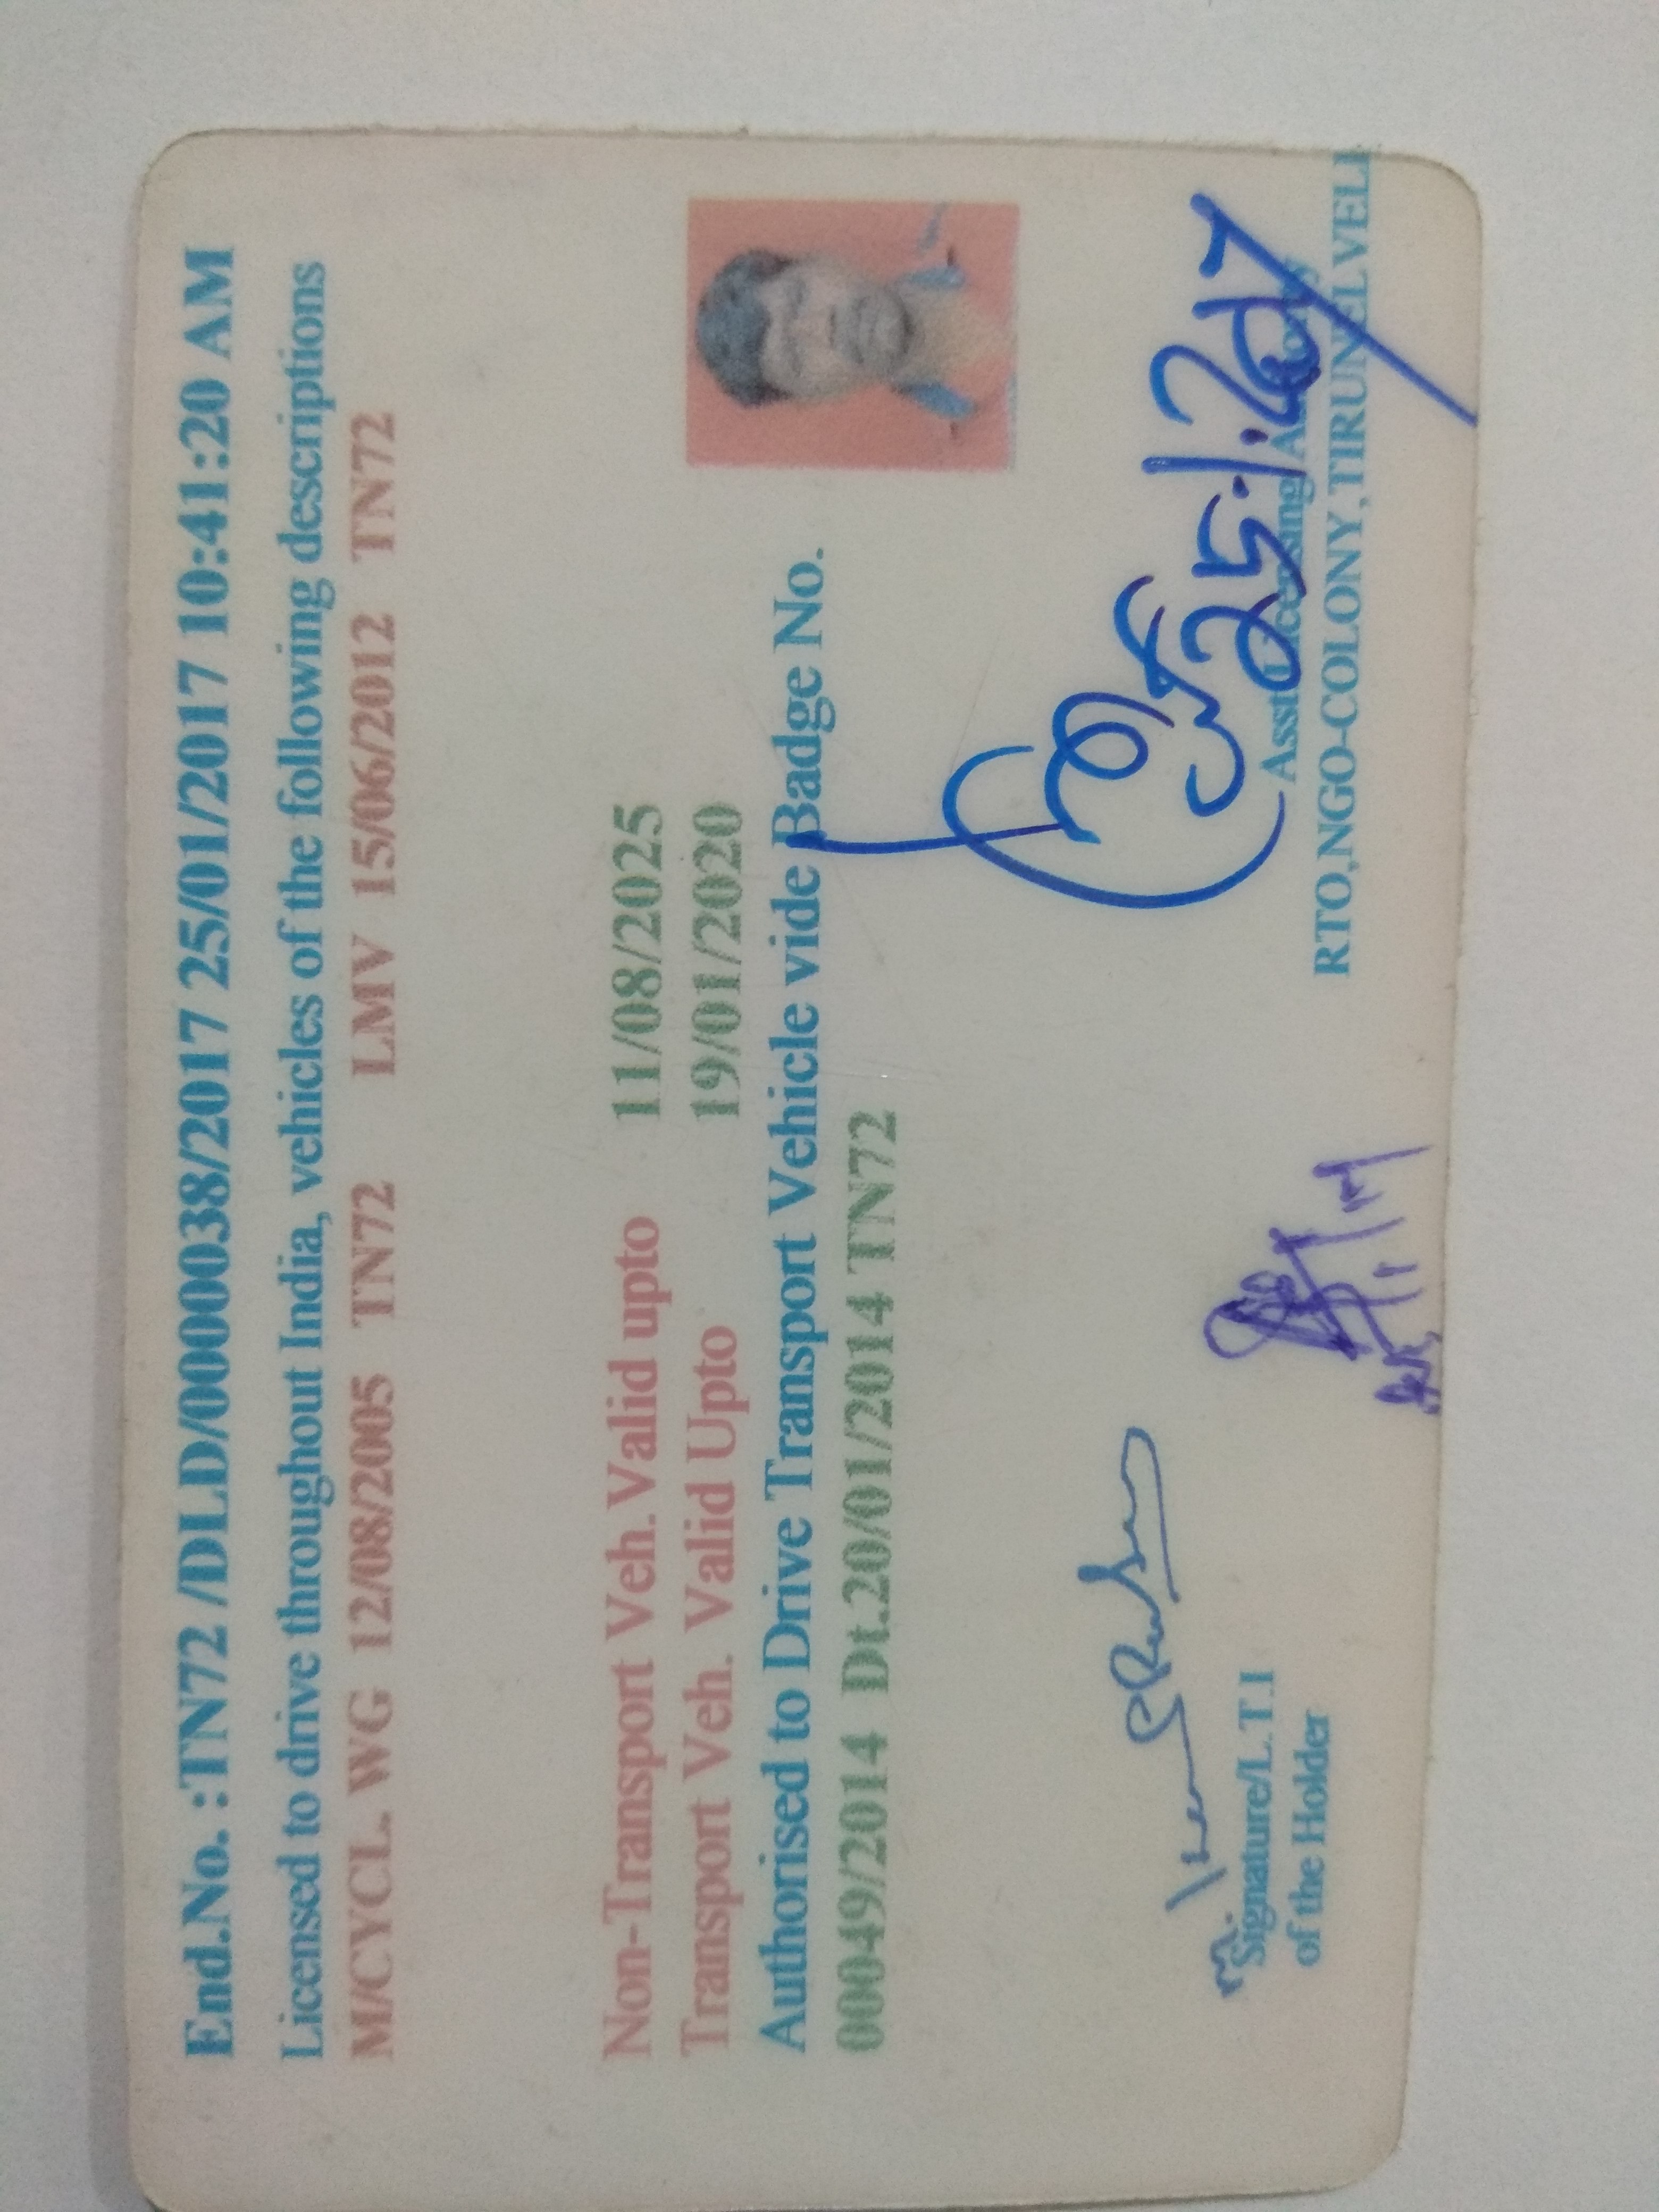 End.No. :TN72 /DLD/0000038/2017 25/01/2017 10:41:20 AM
Licensed to drive throughout India, vehicles of the following descriptions
M/CYCL. WG 12/08/2005 TN72 LMV 15/06/2012 TN72
Non-Transport Veh.Valid upto 11/08/2025
Transport Veh. Valid Upto 19/01/2020
Authorised to Drive Transport Vehicle vide Badge No.
00049/2014 Dt.20/01/2014 TN72
Signature/L.T.I
of the Holder
Asst. Licensing Authority
RTO,NGO-COLONY,TIRUNELVELI